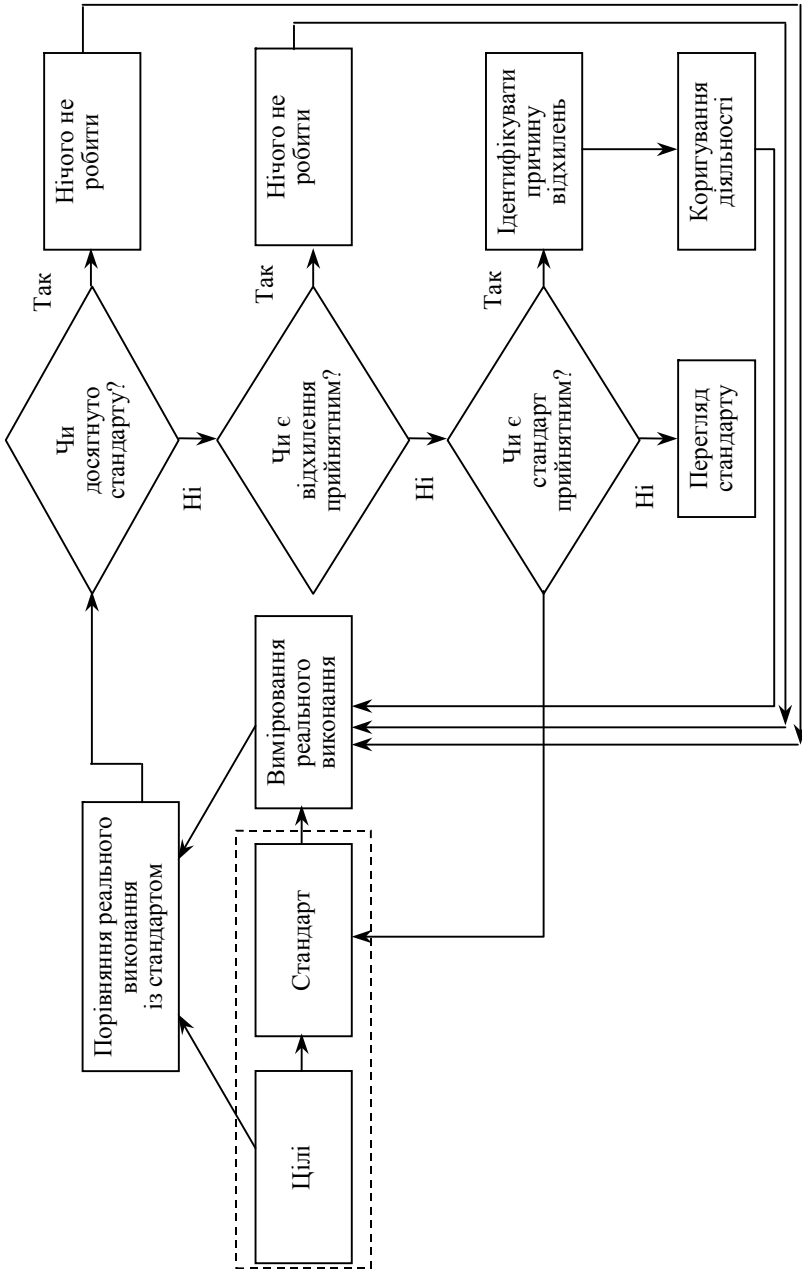 Цілі
Стандарт
Вимірювання
реального
виконання
Порівняння реального
виконання
із стандартом
Чи
досягнуто
стандарту?
Так
Нічого не
робити
Ні
Чи є
відхилення
прийнятним?
Так
Нічого не
робити
Ні
Чи є
стандарт
прийнятним?
Так
Ідентифікувати
причину
відхилень
Коригування
діяльності
Ні
Перегляд
стандарту